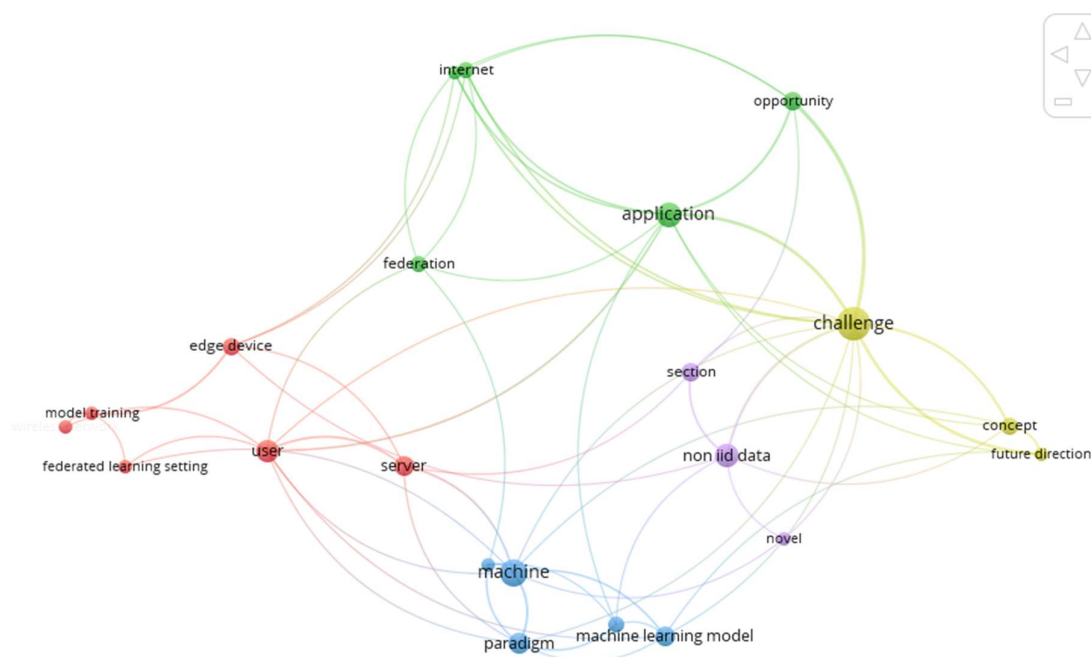 internet
opportunity
application
federation
challenge
edge device
section
model training
concept
user
future direction
non iid data
federated learning setting
server
novel
machine
machine learning model
paradigm